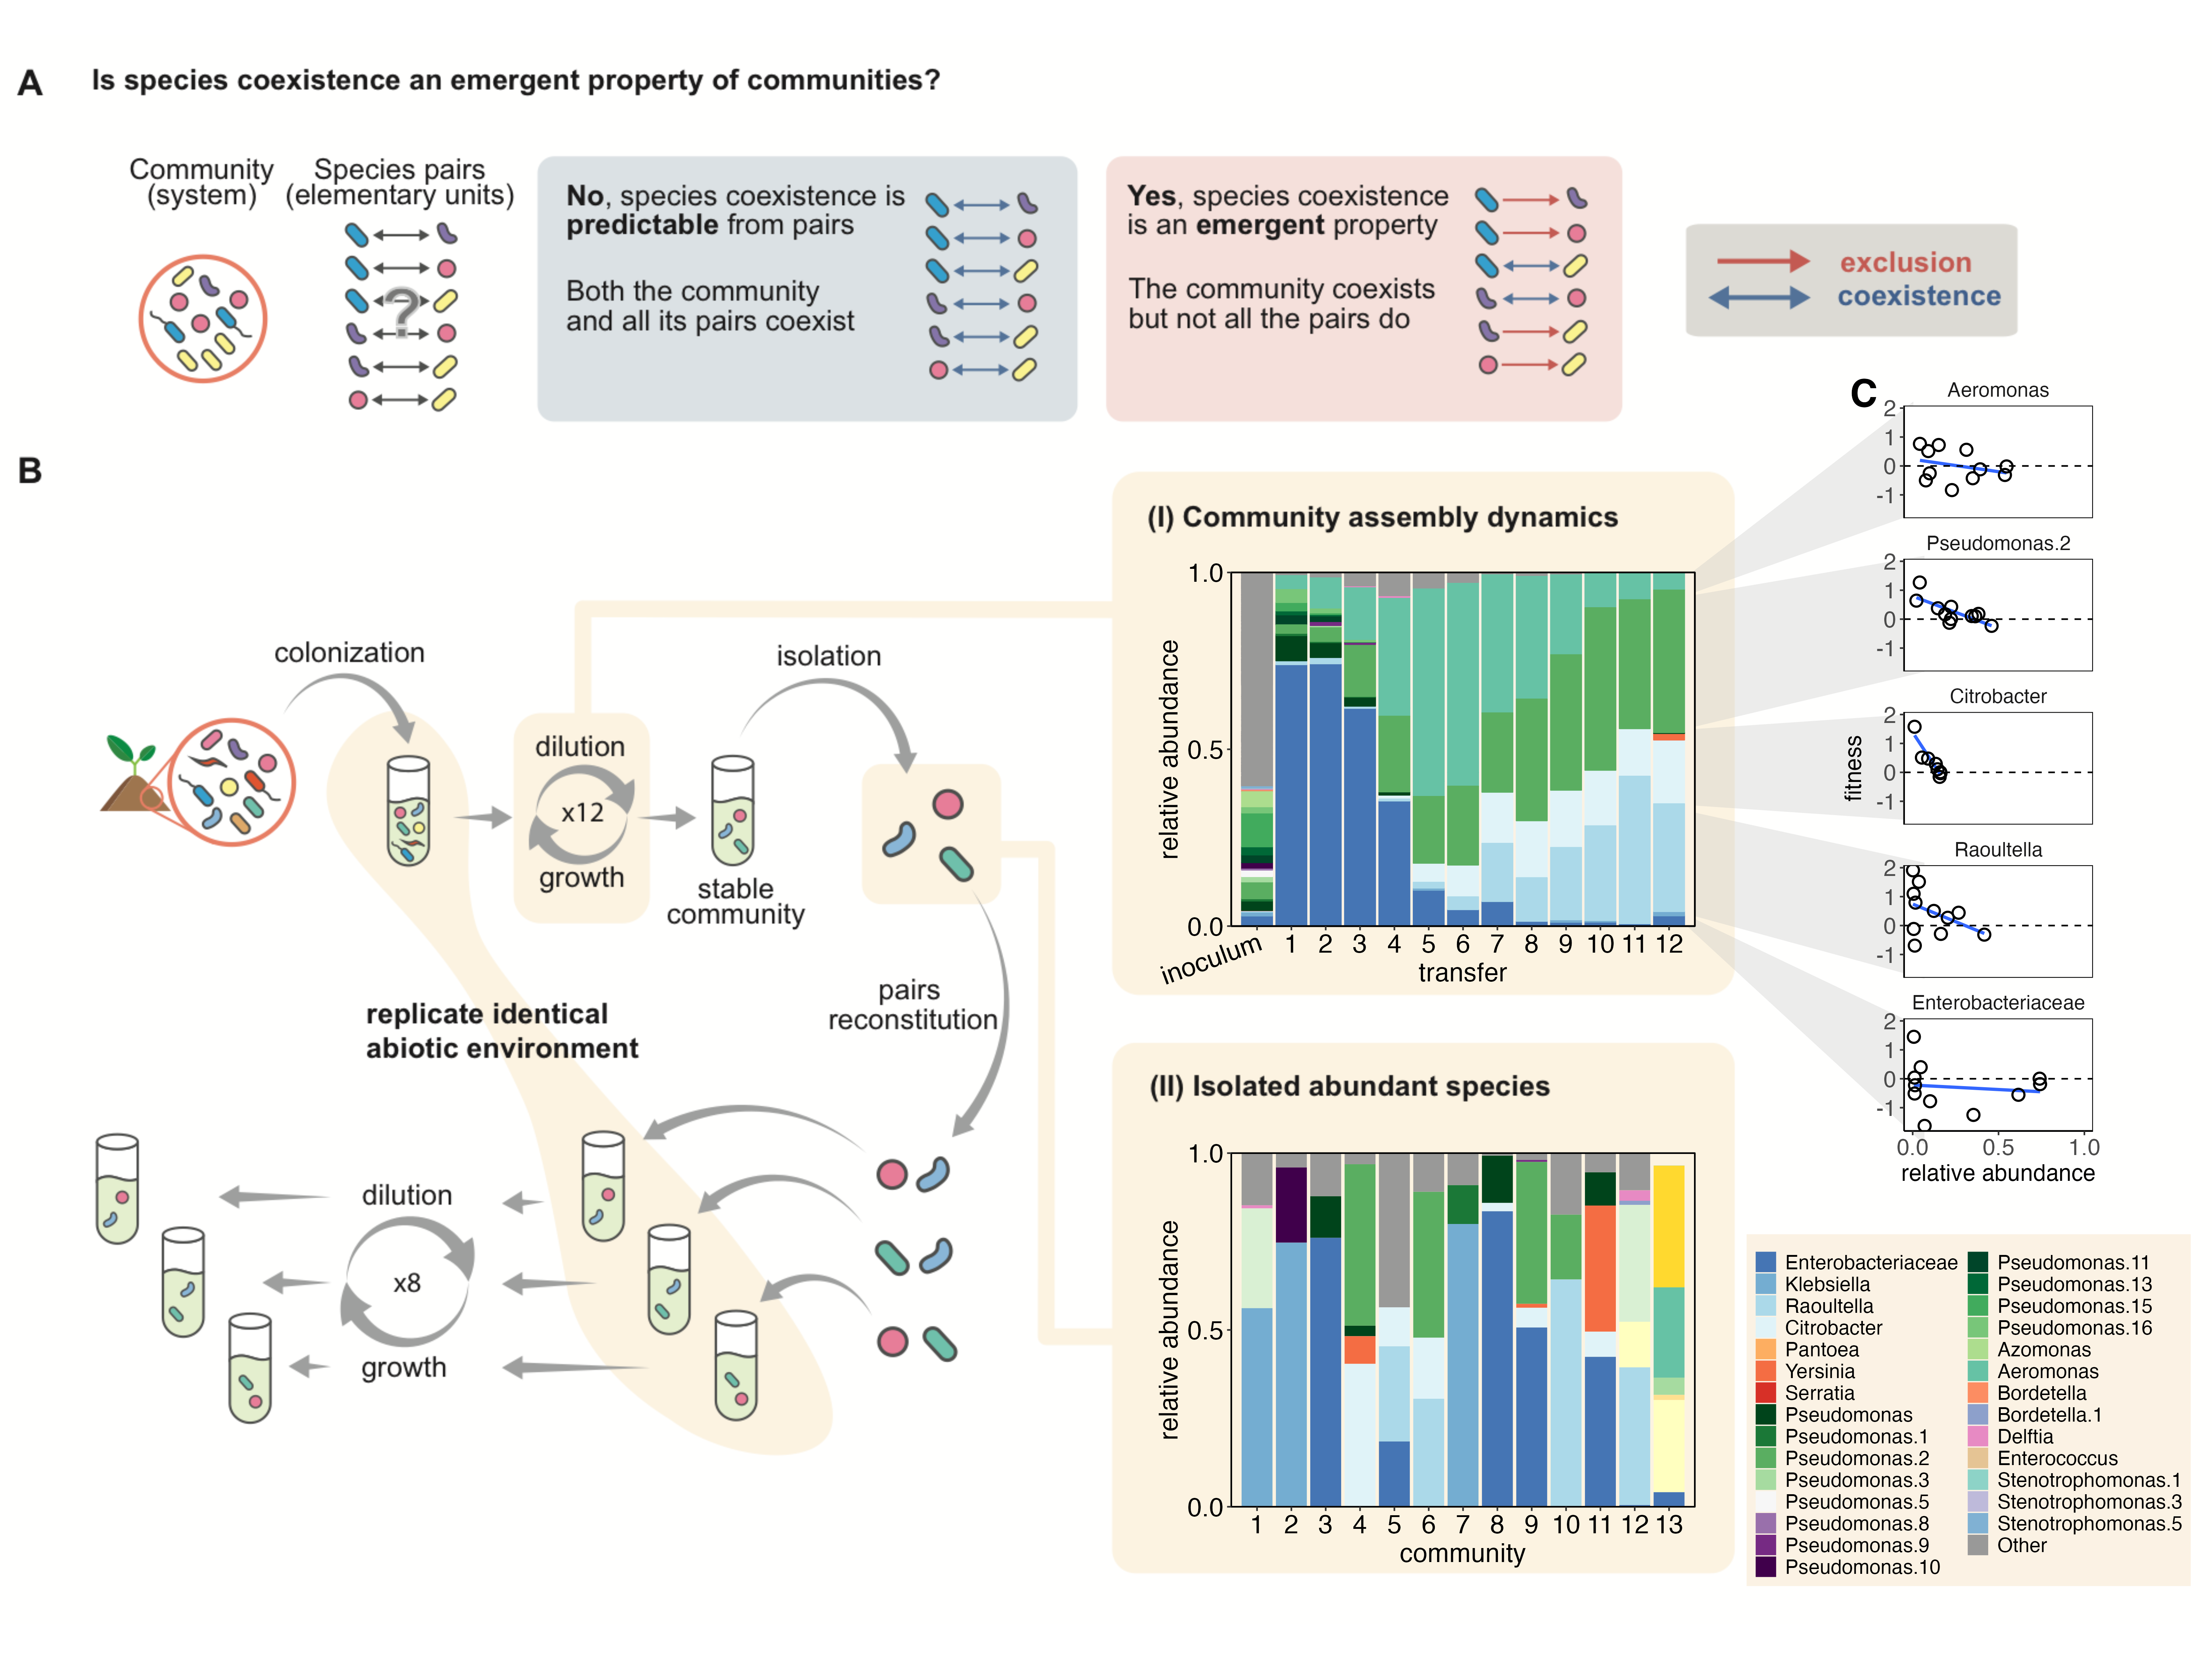 A
Is species coexistence an emergent property of communities?
Community
(system)
Species pairs
(elementary units)
?
No, species coexistence is
predictable from pairs
Both the community
and all its pairs coexist
Yes, species coexistence
is an emergent property
The community coexists
but not all the pairs do
exclusion
coexistence
B
colonization
dilution
x12
growth
isolation
stable
community
pairs
reconstitution
replicate identical
abiotic environment
dilution
x8
growth
(I) Community assembly dynamics
relative abundance
1.0
0.5
0.0
inoculum 1 2 3 4 5 6 7 8 9 10 11 12
transfer
(II) Isolated abundant species
relative abundance
1.0
0.5
0.0
1 2 3 4 5 6 7 8 9 10 11 12 13
community
C
Aeromonas
2
1
0
-1
Pseudomonas.2
2
1
0
-1
Citrobacter
2
1
0
-1
fitness
Raoultella
2
1
0
-1
Enterobacteriaceae
2
1
0
-1
0.0 0.5 1.0
relative abundance
Enterobacteriaceae
Klebsiella
Raoultella
Citrobacter
Pantoea
Yersinia
Serratia
Pseudomonas
Pseudomonas.1
Pseudomonas.2
Pseudomonas.3
Pseudomonas.5
Pseudomonas.8
Pseudomonas.9
Pseudomonas.10
Pseudomonas.11
Pseudomonas.13
Pseudomonas.15
Pseudomonas.16
Azomonas
Aeromonas
Bordetella
Bordetella.1
Delftia
Enterococcus
Stenotrophomonas.1
Stenotrophomonas.3
Stenotrophomonas.5
Other